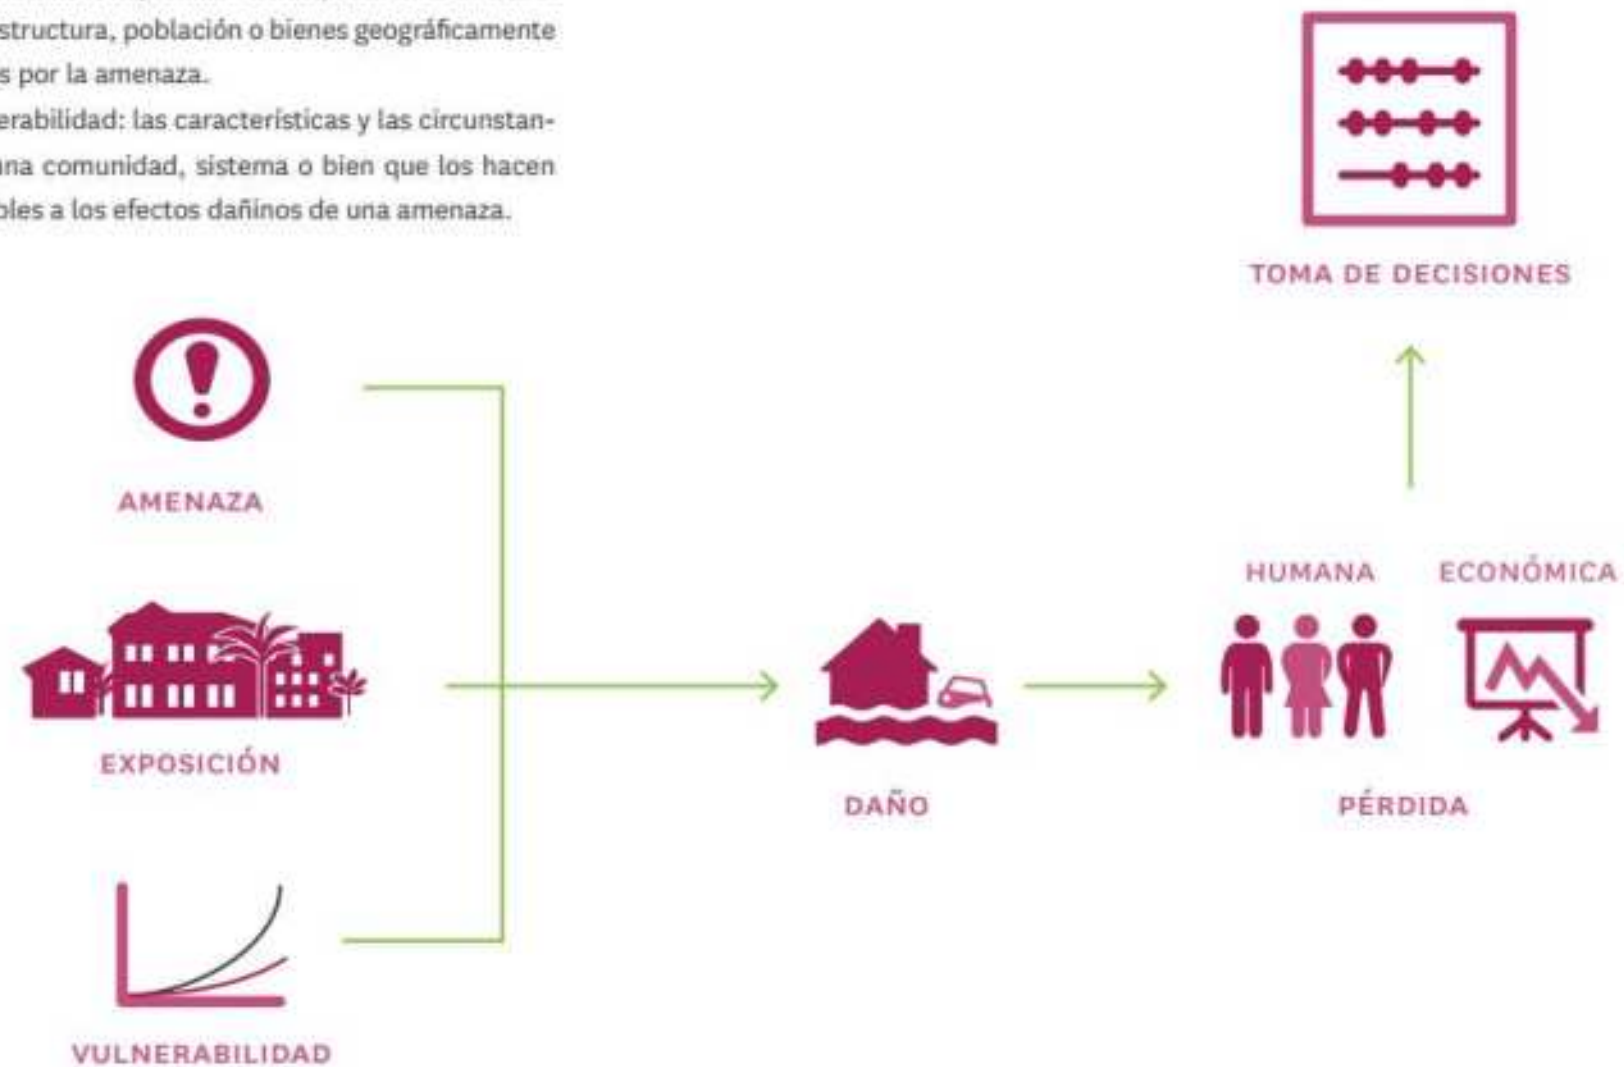 structura, población o bienes geográficamente
s por la amenaza.
erabilidad: las características y las circunstan-
una comunidad, sistema o bien que los hacen
bles a los efectos dañinos de una amenaza.
TOMA DE DECISIONES
AMENAZA
HUMANA ECONÓMICA
EXPOSICIÓN
DAÑO
PÉRDIDA
VULNERABILIDAD